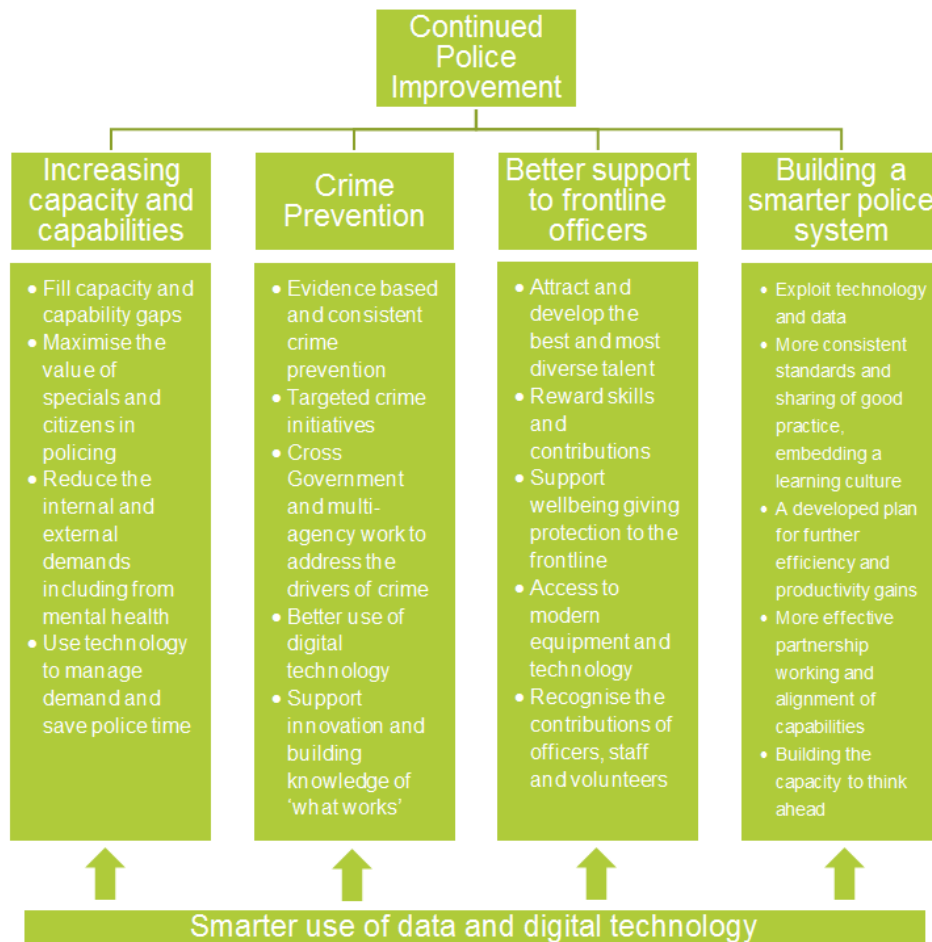 Continued
Police
Improvement
Increasing
capacity and
capabilities
• Fill capacity and
capability gaps
• Maximise the
value of
specials and
citizens in
policing
• Reduce the
internal and
external
demands
including from
mental health
• Use technology
to manage
demand and
save police time
Crime
Prevention
• Evidence based
and consistent
crime
prevention
• Targeted crime
initiatives
• Cross
Government
and multi-
agency work to
address the
drivers of crime
• Better use of
digital
technology
• Support
innovation and
building
knowledge of
‘what works’
Better support
to frontline
officers
• Attract and
develop the
best and most
diverse talent
• Reward skills
and
contributions
• Support
wellbeing giving
protection to the
frontline
• Access to
modern
equipment and
technology
• Recognise the
contributions of
officers, staff
and volunteers
Building a
smarter police
system
• Exploit technology
and data
• More consistent
standards and
sharing of good
practice,
embedding a
learning culture
• A developed plan
for further
efficiency and
productivity gains
• More effective
partnership
working and
alignment of
capabilities
• Building the
capacity to think
ahead
Smarter use of data and digital technology